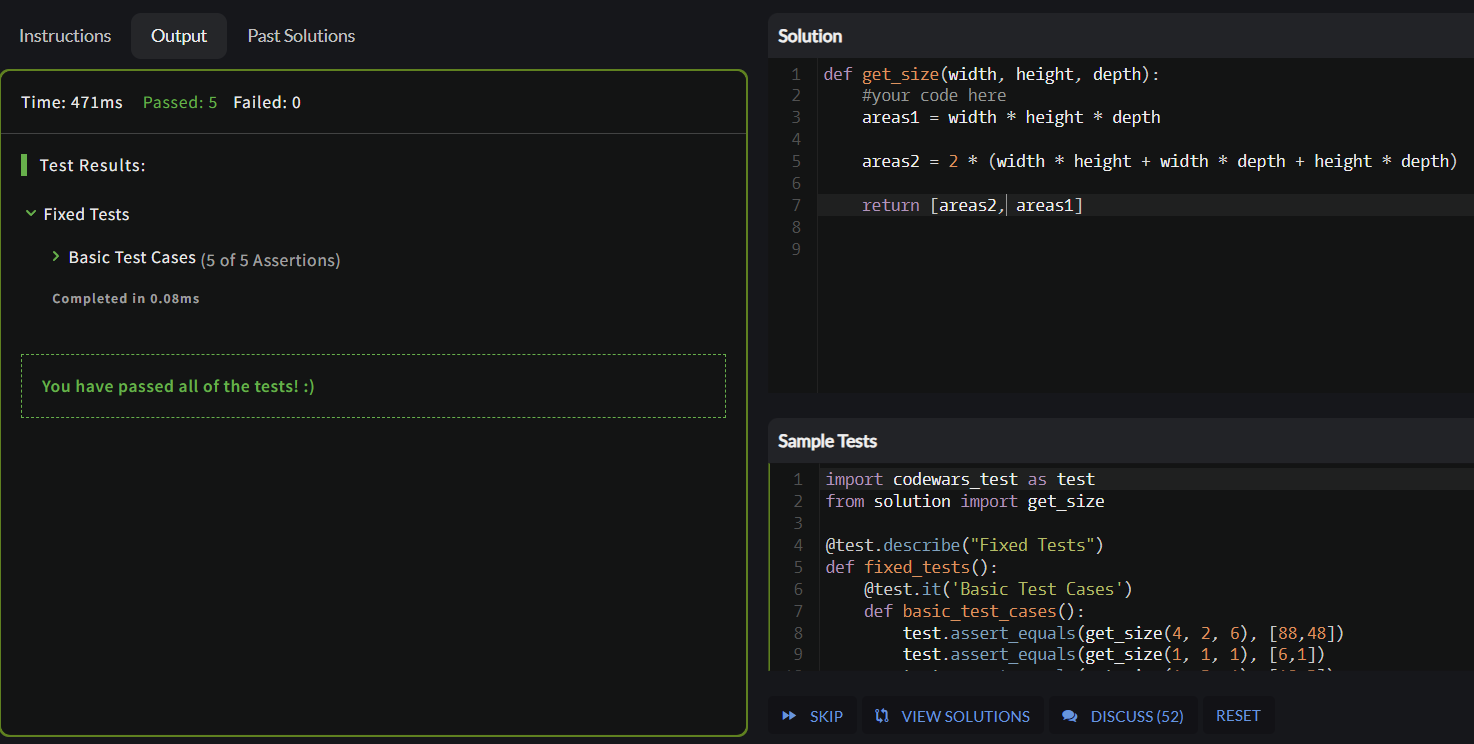 Instructions Output Past Solutions
Time: 471ms Passed: 5 Failed: 0
Test Results:
Fixed Tests
Basic Test Cases (5 of 5 Assertions)
Completed in 0.08ms
You have passed all of the tests! :)
Solution
1 def get_size(width, height, depth):
2     #your code here
3     areas1 = width * height * depth
4
5     areas2 = 2 * (width * height + width * depth + height * depth)
6
7     return [areas2, areas1]
8
9
Sample Tests
1 import codewars_test as test
2 from solution import get_size
3
4 @test.describe("Fixed Tests")
5 def fixed_tests():
6     @test.it('Basic Test Cases')
7     def basic_test_cases():
8         test.assert_equals(get_size(4, 2, 6), [88,48])
9         test.assert_equals(get_size(1, 1, 1), [6,1])
SKIP VIEW SOLUTIONS DISCUSS (52) RESET